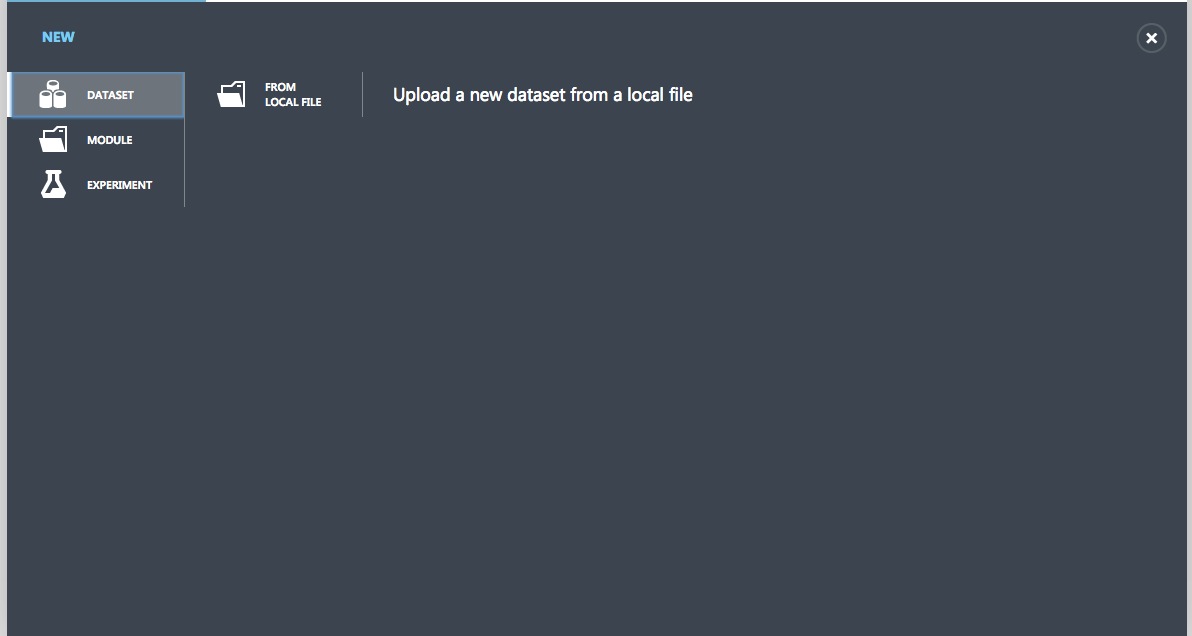 NEW
DATASET
MODULE
EXPERIMENT
FROM
LOCAL FILE
Upload a new dataset from a local file